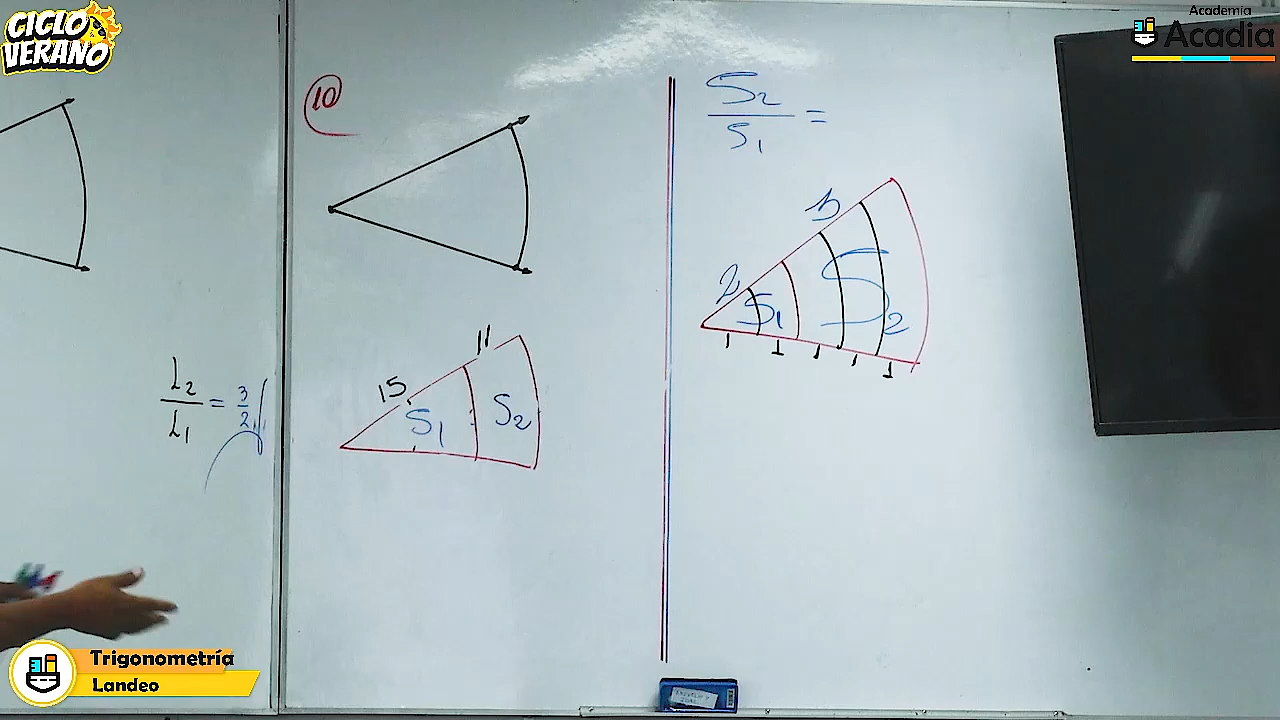 CICLO
VERANO
Academia
Acadia
L2
L1
= 3
2
10
15
11
S1
S2
S2
S1
=
2
3
S1
S2
1
1
1
1
1
Trigonometría
Landeo